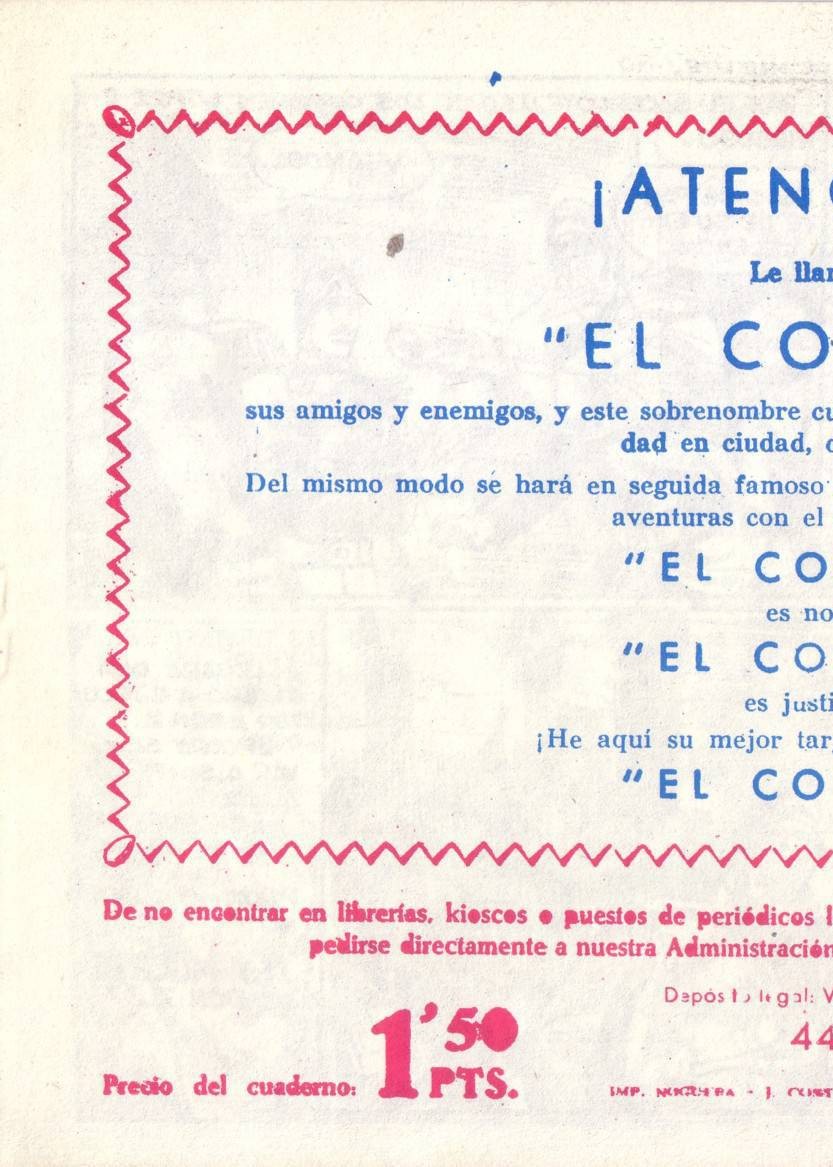 ¡ATENC
Le llam
"EL CO
sus amigos y enemigos, y este sobrenombre cu
dad en ciudad,
Del mismo modo se hará en seguida famoso
aventuras con el
"EL CO
es no
"EL CO
es justi
¡He aquí su mejor tar
"EL CO
De no encontrar en librerías, kioscos o puestos de periódicos
pedirse directamente a nuestra Administración
Depósito legal: V
44
Precio del cuaderno: 1'50 PTS.
IMP. - J.